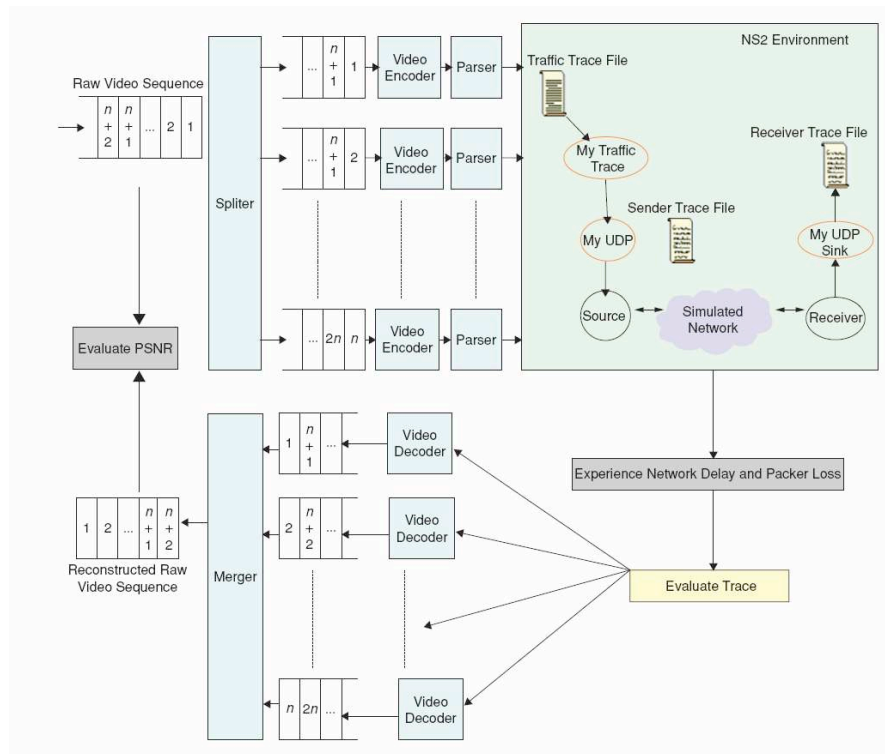 NS2 Environment
Raw Video Sequence
n + 2 n + 1 ... 2 1
Spliter
... n + 1 1
Video Encoder
Parser
... n + 1 2
Video Encoder
Parser
... 2n n
Video Encoder
Parser
Traffic Trace File
My Traffic
Trace
Sender Trace File
My UDP
Source
Simulated
Network
Receiver
My UDP
Sink
Receiver Trace File
Evaluate PSNR
Experience Network Delay and Packer Loss
Evaluate Trace
Video
Decoder
1 n + 1 ...
Video
Decoder
2 n + 2 ...
Video
Decoder
n 2n ...
Merger
1 2 ... n + 1 n + 2
Reconstructed Raw
Video Sequence